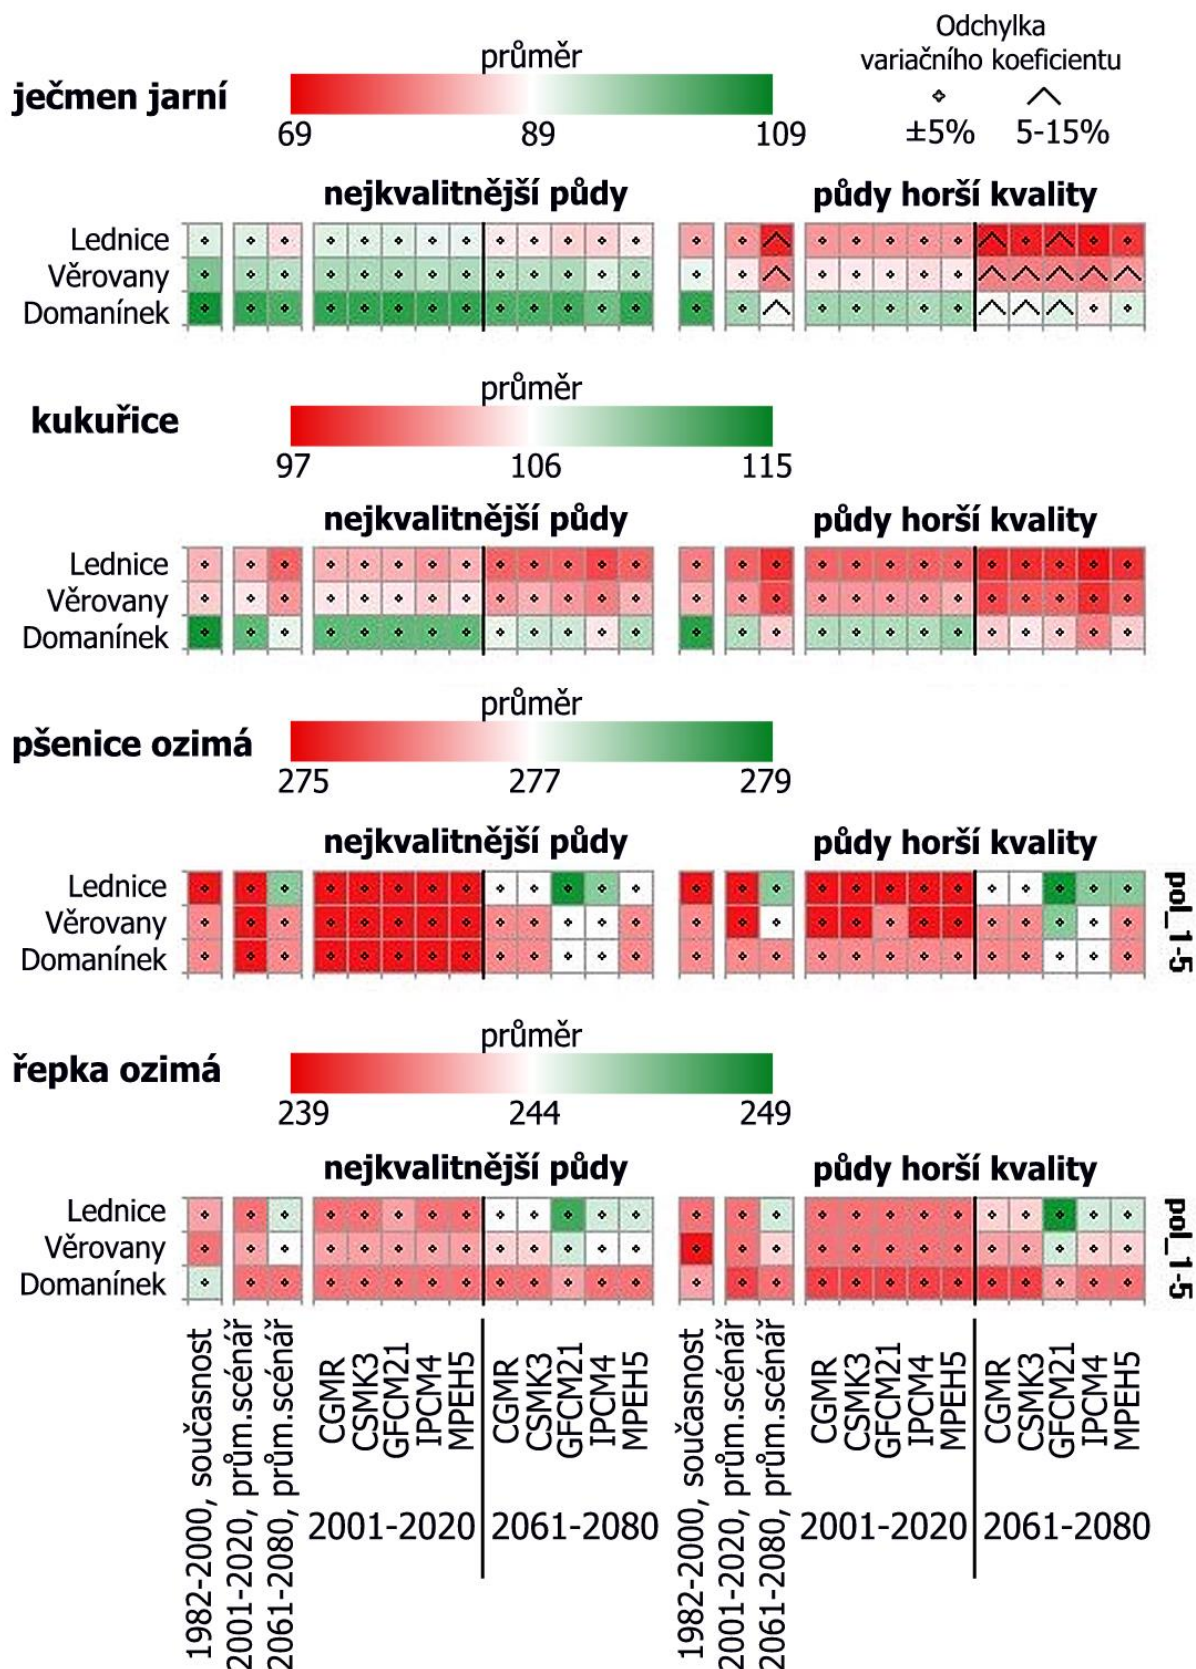 Odchylka
variačního koeficientu
ječmen jarní
průměr
69 89 109
±5% 5-15%
nejkvalitnější půdy
půdy horší kvality
Lednice
Věrovany
Domanínek
kukuřice
průměr
97 106 115
nejkvalitnější půdy
půdy horší kvality
Lednice
Věrovany
Domanínek
pšenice ozimá
průměr
275 277 279
nejkvalitnější půdy
půdy horší kvality
Lednice
Věrovany
Domanínek
pol_1-5
řepka ozimá
průměr
239 244 249
nejkvalitnější půdy
půdy horší kvality
Lednice
Věrovany
Domanínek
pol_1-5
1982-2000, současnost
2001-2020, prům.scénář
2061-2080, prům.scénář
CGMR
CSMK3
GFCM21
IPCM4
MPEH5
CGMR
CSMK3
GFCM21
IPCM4
MPEH5
2001-2020
2061-2080
1982-2000, současnost
2001-2020, prům.scénář
2061-2080, prům.scénář
CGMR
CSMK3
GFCM21
IPCM4
MPEH5
CGMR
CSMK3
GFCM21
IPCM4
MPEH5
2001-2020
2061-2080